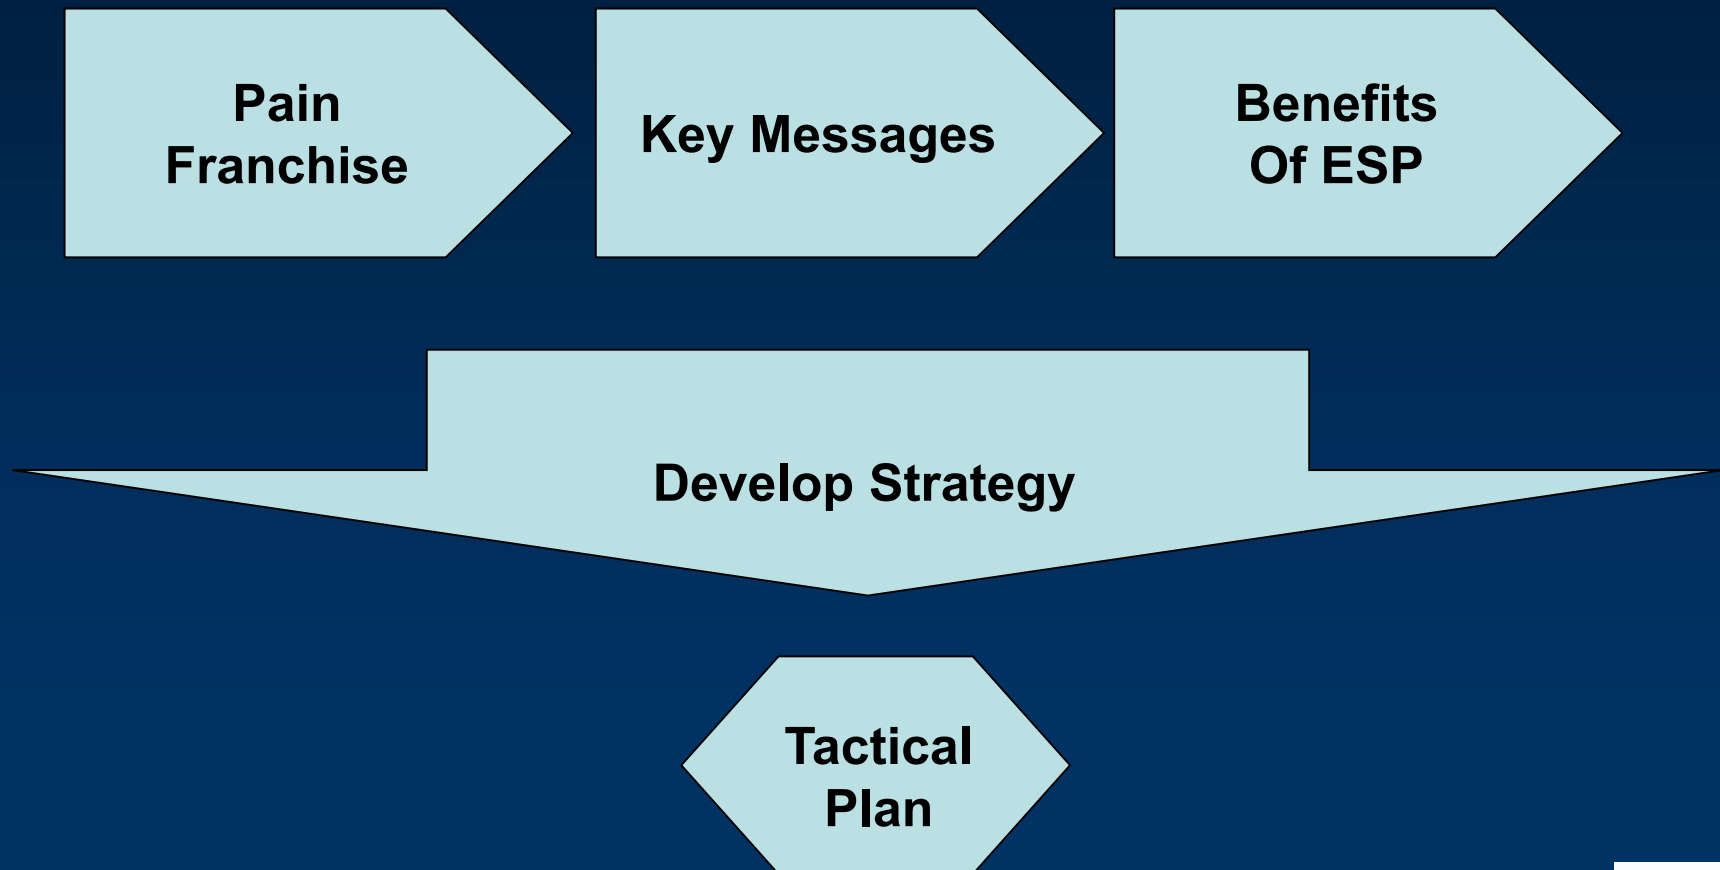 Pain
Franchise
Key Messages
Benefits
Of ESP
Develop Strategy
Tactical
Plan